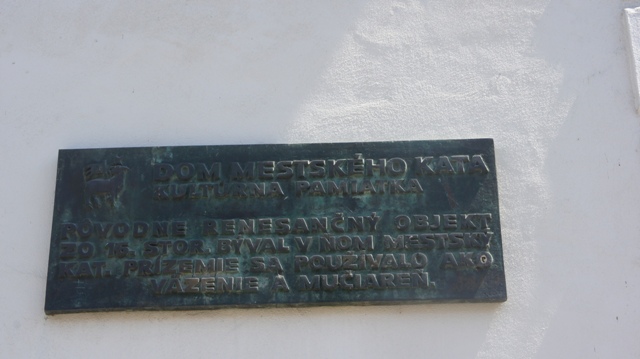 DOM MESTSKÉHO KATA
KULTÚRNA PAMIATKA
PÔVODNE RENESANČNÝ OBJEKT
ZO 16. STOR. BÝVAL V ŇOM MESTSKÝ
KAT. PRÍZEMIE SA POUŽÍVALO AKO
VÄZENIE A MUČIAREŇ.